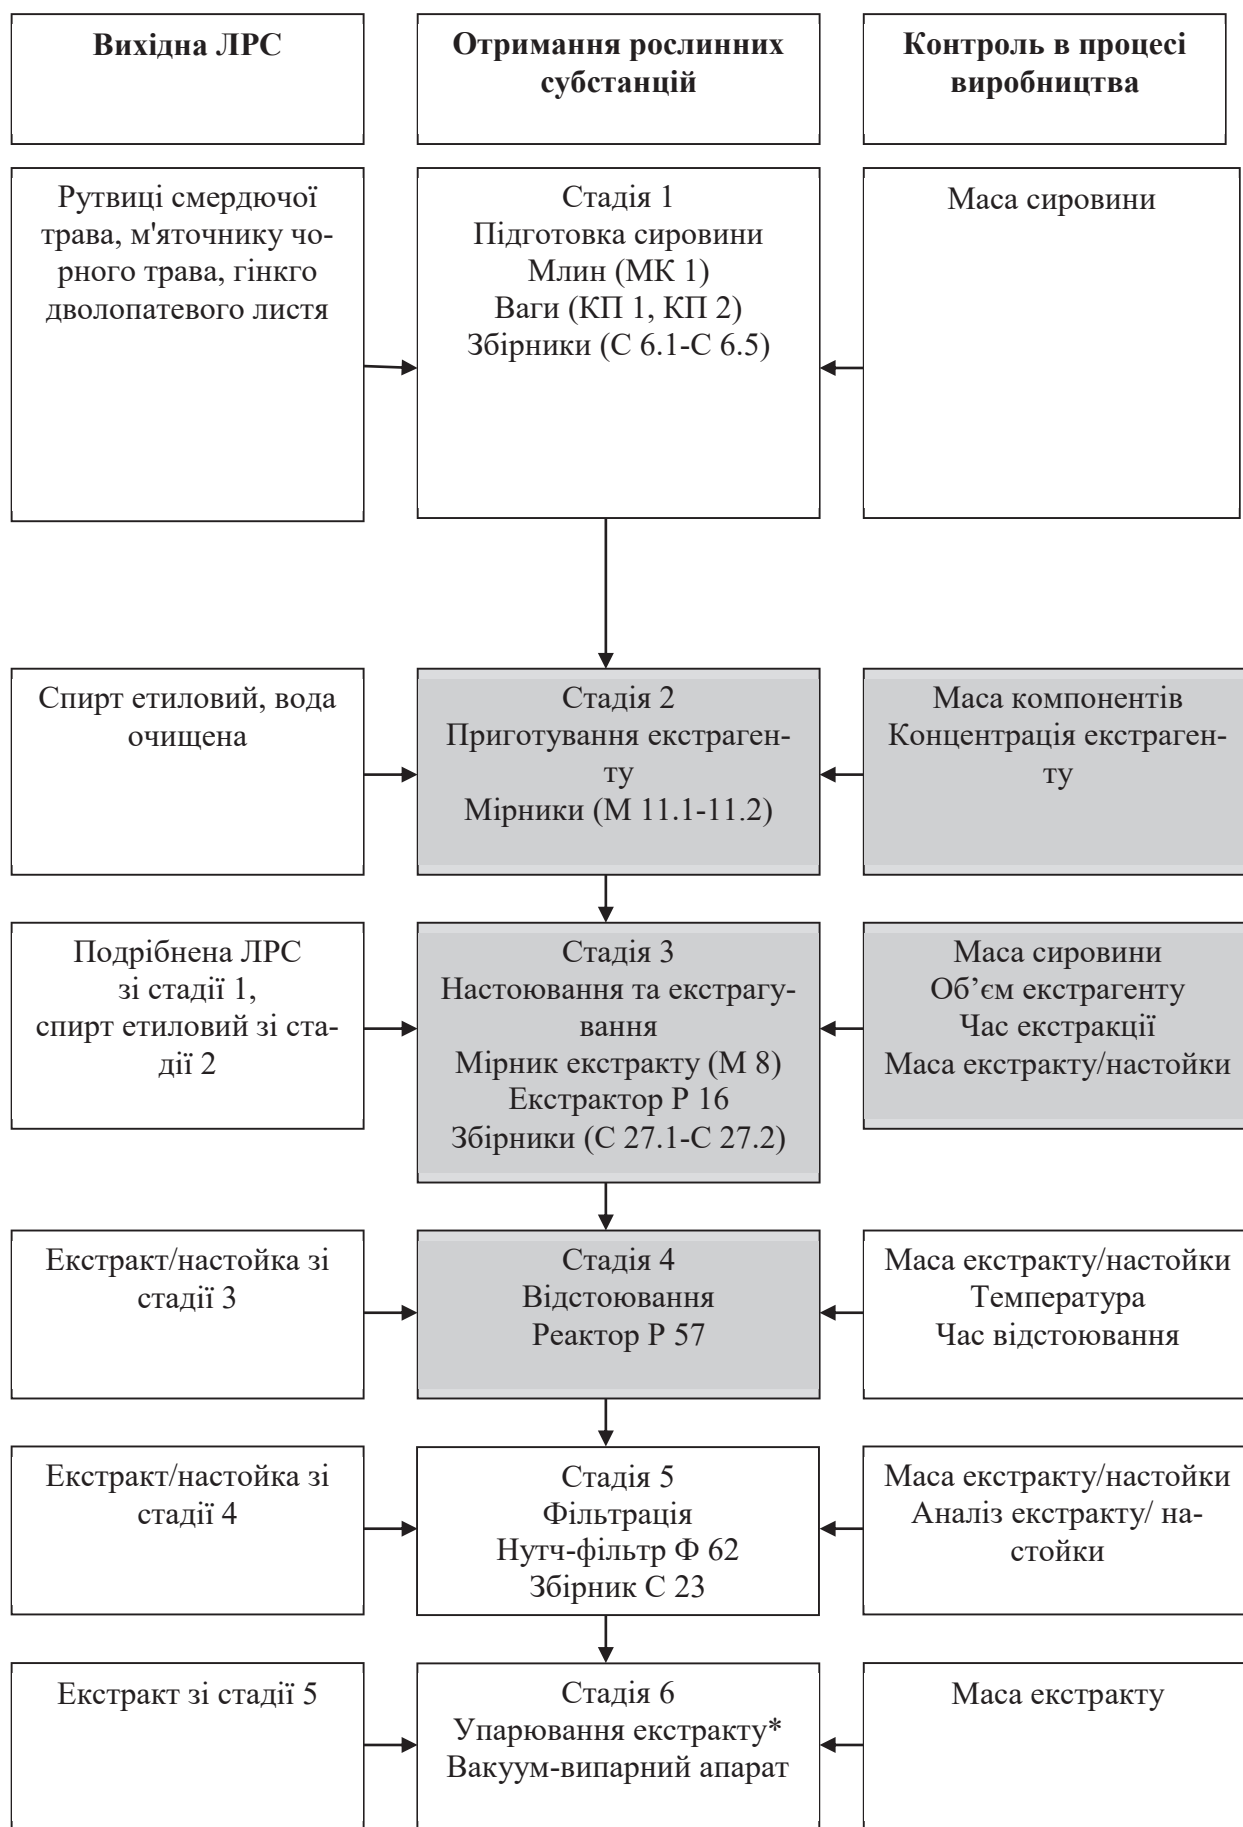 Вихідна ЛРС
Отримання рослинних
субстанцій
Контроль в процесі
виробництва
Рутвиці смердючої
трава, м'яточнику чо-
рного трава, гінкго
дволопатевого листя
Стадія 1
Підготовка сировини
Млин (МК 1)
Ваги (КП 1, КП 2)
Збірники (С 6.1-С 6.5)
Маса сировини
Спирт етиловий, вода
очищена
Стадія 2
Приготування екстраген-
ту
Мірники (М 11.1-11.2)
Маса компонентів
Концентрація екстраген-
ту
Подрібнена ЛРС
зі стадії 1,
спирт етиловий зі ста-
дії 2
Стадія 3
Настоювання та екстрагу-
вання
Мірник екстракту (М 8)
Екстрактор Р 16
Збірники (С 27.1-С 27.2)
Маса сировини
Об’єм екстрагенту
Час екстракції
Маса екстракту/настойки
Екстракт/настойка зі
стадії 3
Стадія 4
Відстоювання
Реактор Р 57
Маса екстракту/настойки
Температура
Час відстоювання
Екстракт/настойка зі
стадії 4
Стадія 5
Фільтрація
Нутч-фільтр Ф 62
Збірник С 23
Маса екстракту/настойки
Аналіз екстракту/ на-
стойки
Екстракт зі стадії 5
Стадія 6
Упарювання екстракту*
Вакуум-випарний апарат
Маса екстракту